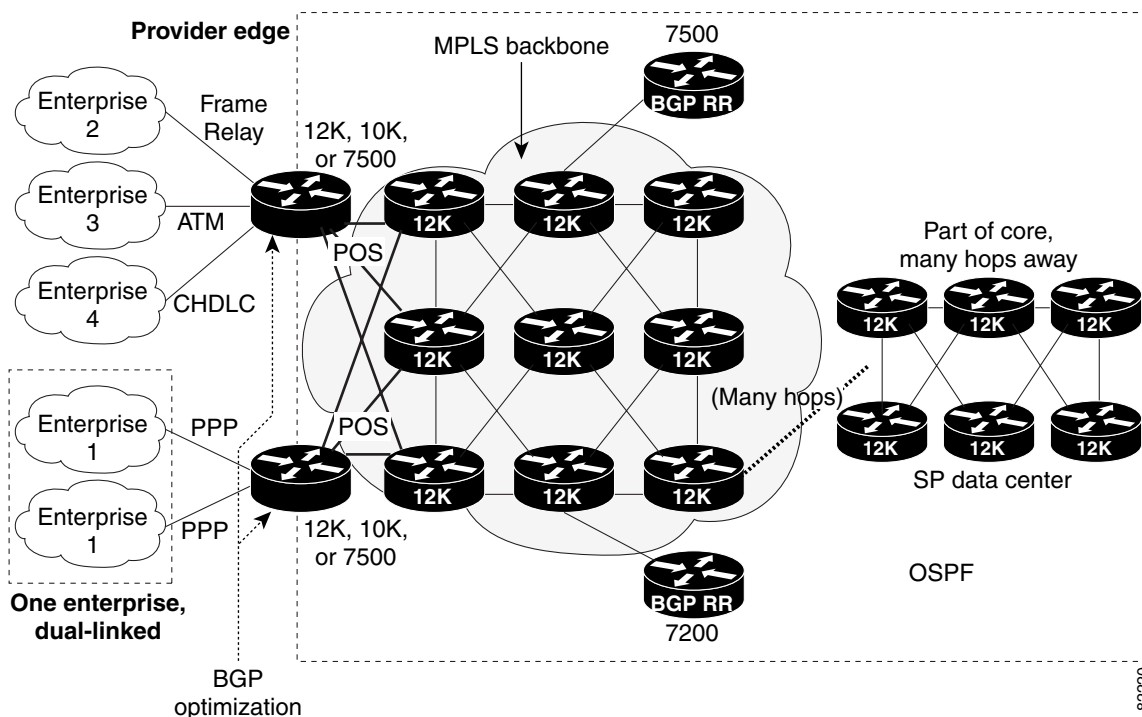 Provider edge
MPLS backbone
7500
BGP RR
Enterprise
2
Frame
Relay
12K, 10K,
or 7500
Enterprise
3
ATM
12K
12K
12K
POS
Enterprise
4
CHDLC
Part of core,
many hops away
12K
12K
12K
12K
12K
12K
(Many hops)
Enterprise
1
PPP
POS
12K
12K
12K
SP data center
Enterprise
1
PPP
12K
12K
12K
12K, 10K,
or 7500
BGP RR
7200
OSPF
One enterprise,
dual-linked
BGP
optimization